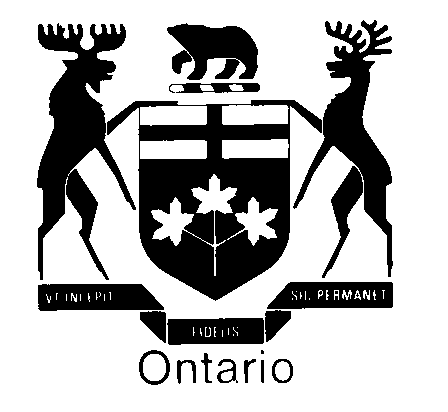 VT INCEPIT
SIC PERMANET
FIDELIS
Ontario